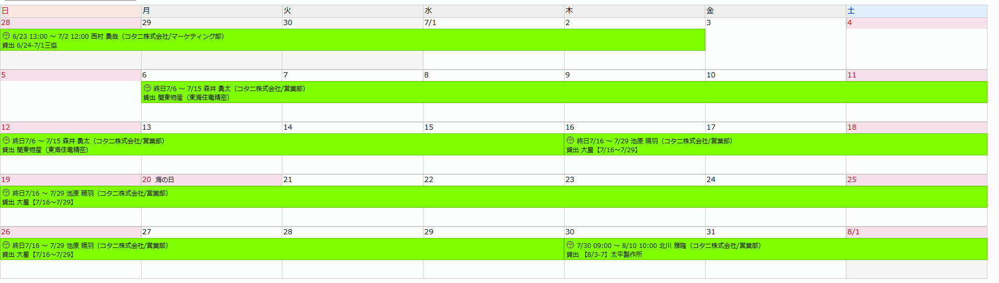 日 月 火 水 木 金 土
28 29 30 7/1 2 3 4
6/23 13:00 ～ 7/2 12:00 西村 勇哉（コタニ株式会社/マーケティング部）
貸出 6/24-7/1三協
5 6 7 8 9 10 11
終日7/6 ～ 7/15 森井 勇太（コタニ株式会社/営業部）
貸出 関東物産（東海住電精密）
12 13 14 15 16 17 18
終日7/6 ～ 7/15 森井 勇太（コタニ株式会社/営業部） 終日7/16 ～ 7/29 池原 暁羽（コタニ株式会社/営業部）
貸出 関東物産（東海住電精密） 貸出 大星【7/16～7/29】
19 20 海の日 21 22 23 24 25
終日7/16 ～ 7/29 池原 暁羽（コタニ株式会社/営業部）
貸出 大星【7/16～7/29】
26 27 28 29 30 31 8/1
終日7/16 ～ 7/29 池原 暁羽（コタニ株式会社/営業部） 7/30 09:00 ～ 8/10 10:00 北川 雅隆（コタニ株式会社/営業部）
貸出 大星【7/16～7/29】 貸出 【8/3-7】太平製作所